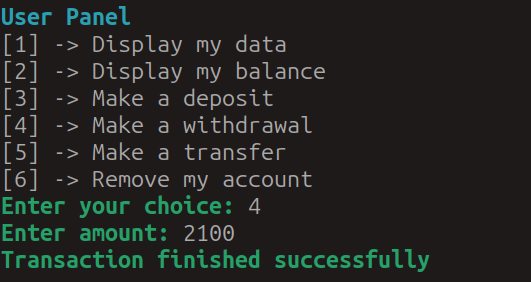 User Panel
[1] -> Display my data
[2] -> Display my balance
[3] -> Make a deposit
[4] -> Make a withdrawal
[5] -> Make a transfer
[6] -> Remove my account
Enter your choice: 4
Enter amount: 2100
Transaction finished successfully